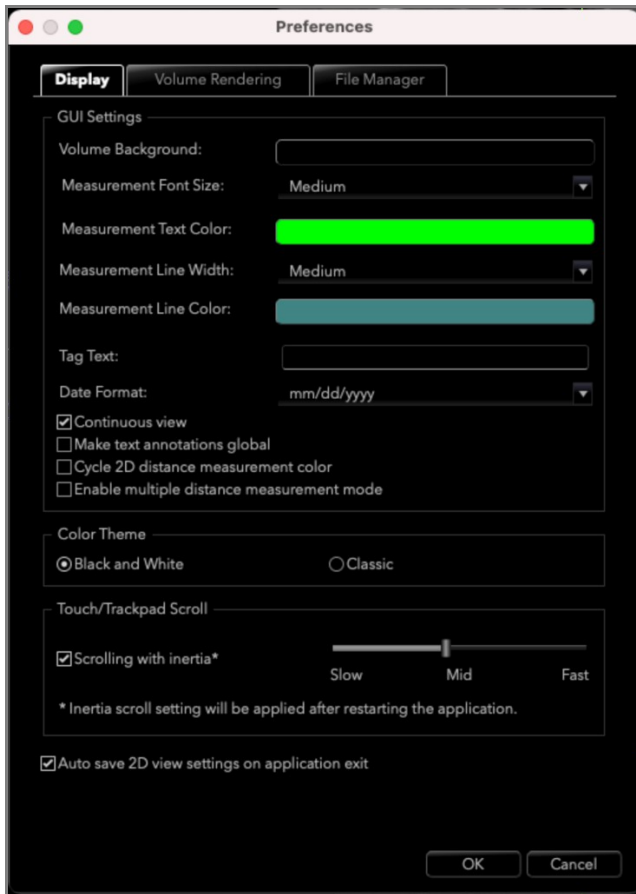 Preferences
Display Volume Rendering File Manager
GUI Settings
Volume Background:
Measurement Font Size: Medium
Measurement Text Color:
Measurement Line Width: Medium
Measurement Line Color:
Tag Text:
Date Format: mm/dd/yyyy
Continuous view
Make text annotations global
Cycle 2D distance measurement color
Enable multiple distance measurement mode
Color Theme
Black and White Classic
Touch/Trackpad Scroll
Scrolling with inertia*
Slow Mid Fast
* Inertia scroll setting will be applied after restarting the application.
Auto save 2D view settings on application exit
OK Cancel